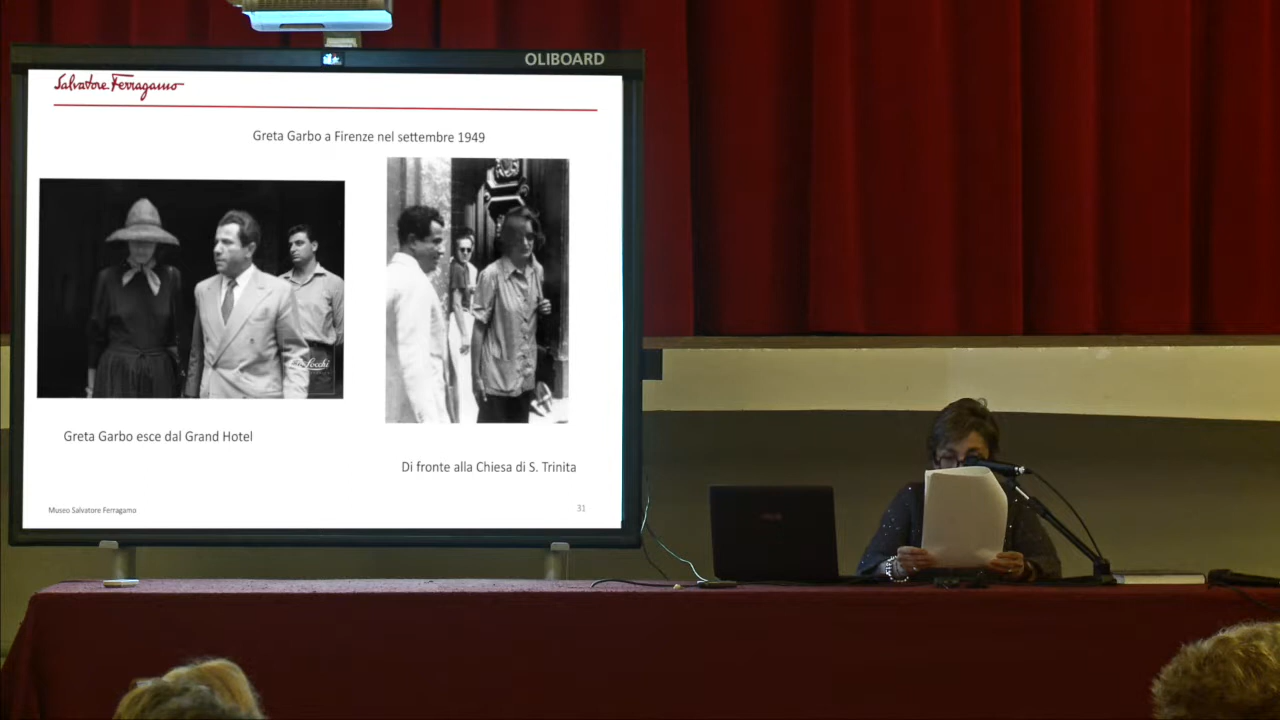 OLIBOARD
Salvatore Ferragamo
Greta Garbo a Firenze nel settembre 1949
Locchi
Greta Garbo esce dal Grand Hotel
Di fronte alla Chiesa di S. Trinita
Museo Salvatore Ferragamo
31